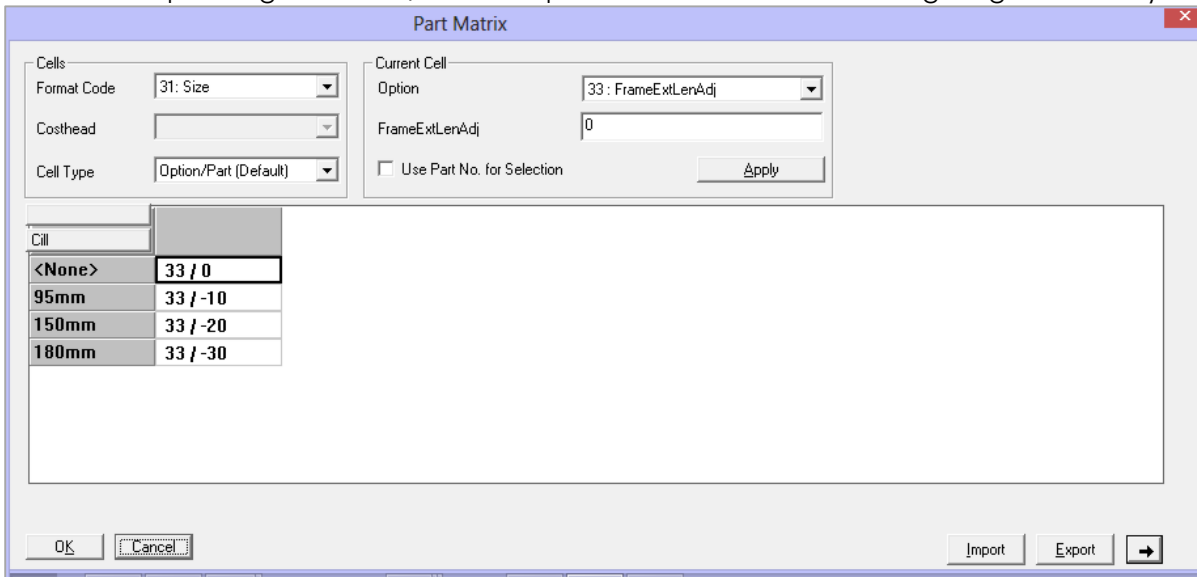 Part Matrix
Cells
Format Code 31: Size
Costhead
Cell Type Option/Part (Default)
Current Cell
Option 33 : FrameExtLenAdj
FrameExtLenAdj 0
Use Part No. for Selection Apply
Cill
<None> 33 / 0
95mm 33 / -10
150mm 33 / -20
180mm 33 / -30
OK Cancel Import Export